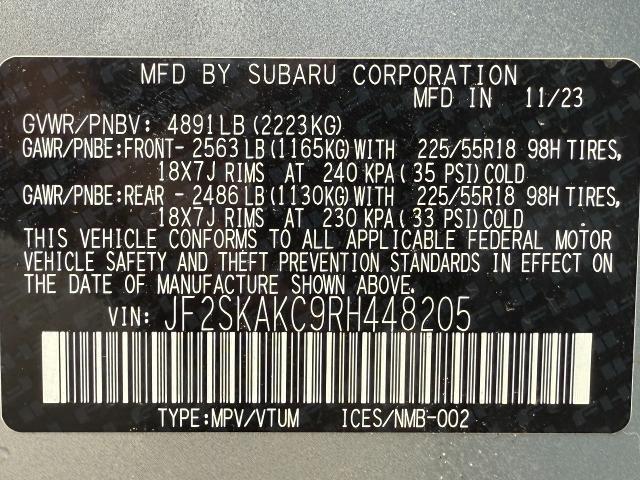 MFD BY SUBARU CORPORATION
MFD IN 11/23
GVWR/PNBV: 4891LB (2223KG)
GAWR/PNBE:FRONT- 2563 LB (1165KG) WITH 225/55R18 98H TIRES,
18X7J RIMS AT 240 KPA ( 35 PSI) COLD
GAWR/PNBE:REAR - 2486 LB (1130KG) WITH 225/55R18 98H TIRES,
18X7J RIMS AT 230 KPA ( 33 PSI) COLD
THIS VEHICLE CONFORMS TO ALL APPLICABLE FEDERAL MOTOR
VEHICLE SAFETY AND THEFT PREVENTION STANDARDS IN EFFECT ON
THE DATE OF MANUFACTURE SHOWN ABOVE.
VIN: JF2SKAKC9RH448205
TYPE:MPV/VTUM ICES/NMB-002